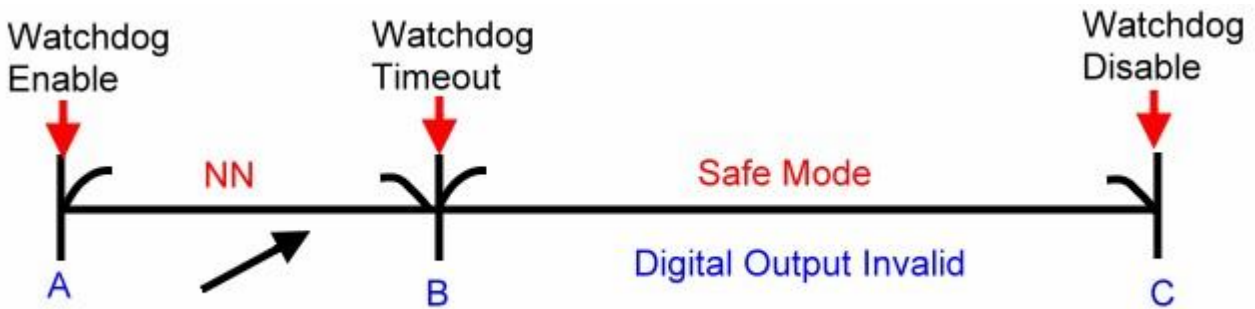 Watchdog
Enable
Watchdog
Timeout
Watchdog
Disable
NN
Safe Mode
Digital Output Invalid
A
B
C